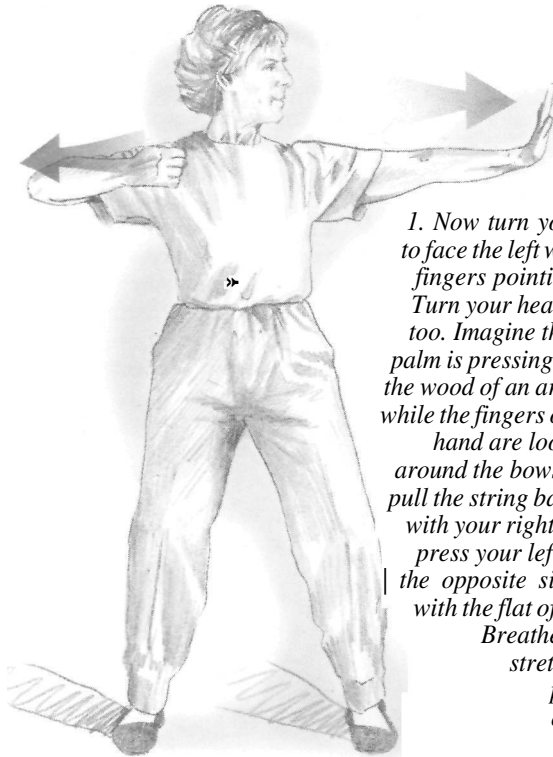 1. Now turn yo
to face the left w
fingers pointi
Turn your hea
too. Imagine th
palm is pressing
the wood of an ar
while the fingers o
hand are loo
around the bows
pull the string ba
with your right
press your lef
the opposite si
with the flat of
Breathe
stret